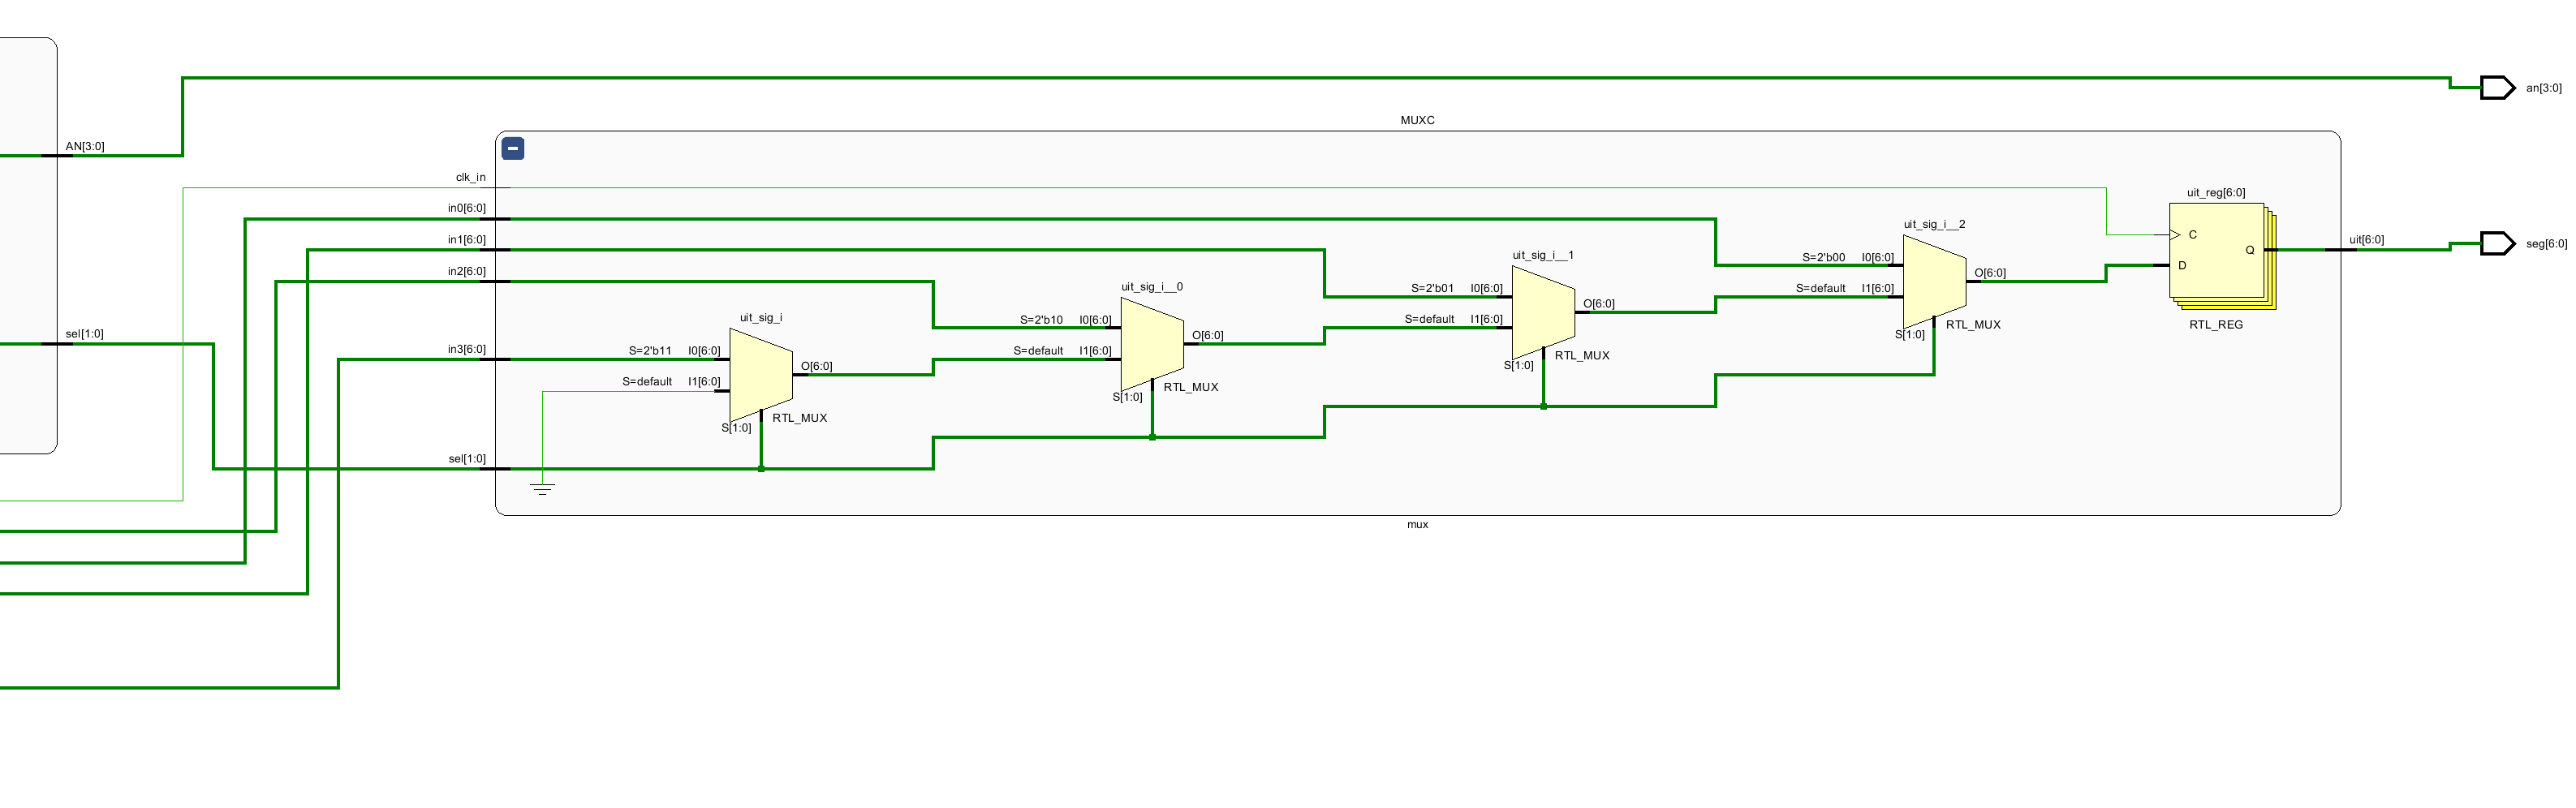 an[3:0]
MUXC
AN[3:0]
clk_in
uit_reg[6:0]
in0[6:0]
uit_sig_i__2
C
in1[6:0]
uit[6:0]
seg[6:0]
Q
uit_sig_i__1
S=2'b00 I0[6:0]
D
in2[6:0]
O[6:0]
uit_sig_i__0
S=2'b01 I0[6:0]
S=default I1[6:0]
O[6:0]
uit_sig_i
S=2'b10 I0[6:0]
S=default I1[6:0]
RTL_MUX
RTL_REG
sel[1:0]
O[6:0]
S[1:0]
in3[6:0]
S=2'b11 I0[6:0]
S=default I1[6:0]
RTL_MUX
O[6:0]
S[1:0]
S=default I1[6:0]
RTL_MUX
S[1:0]
RTL_MUX
S[1:0]
sel[1:0]
mux